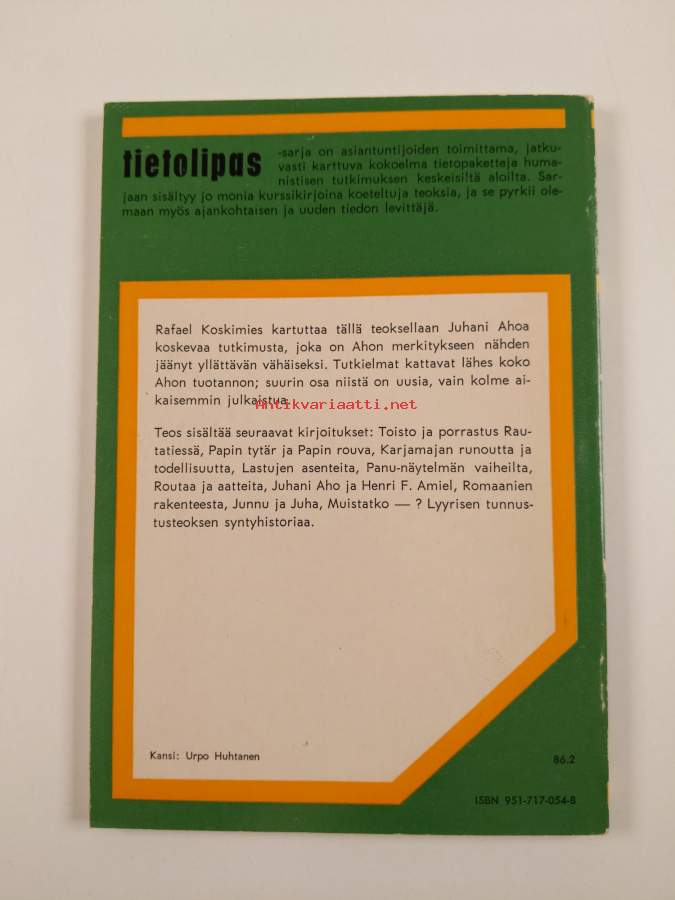 tietolipas -sarja on asiantuntijoiden toimittama, jatku-
vasti karttuva kokoelma tietopaketteja huma-
nistisen tutkimuksen keskeisiltä aloilta. Sar-
jaan sisältyy jo monia kurssikirjoina koeteltuja teoksia, ja se pyrkii ole-
maan myös ajankohtaisen ja uuden tiedon levittäjä.
Rafael Koskimies kartuttaa tällä teoksellaan Juhani Ahoa
koskevaa tutkimusta, joka on Ahon merkitykseen nähden
jäänyt yllättävän vähäiseksi. Tutkielmat kattavat lähes koko
Ahon tuotannon; suurin osa niistä on uusia, vain kolme ai-
kaisemmin julkaistua.
Antikvariaatti.net
Teos sisältää seuraavat kirjoitukset: Toisto ja porrastus Rau-
tatiessä, Papin tytär ja Papin rouva, Karjamajan runoutta ja
todellisuutta, Lastujen asenteita, Panu-näytelmän vaiheilta,
Routaa ja aatteita, Juhani Aho ja Henri F. Amiel, Romaanien
rakenteesta, Junnu ja Juha, Muistatko — ? Lyyrisen tunnus-
tusteoksen syntyhistoriaa.
Kansi: Urpo Huhtanen
86.2
ISBN 951-717-054-8